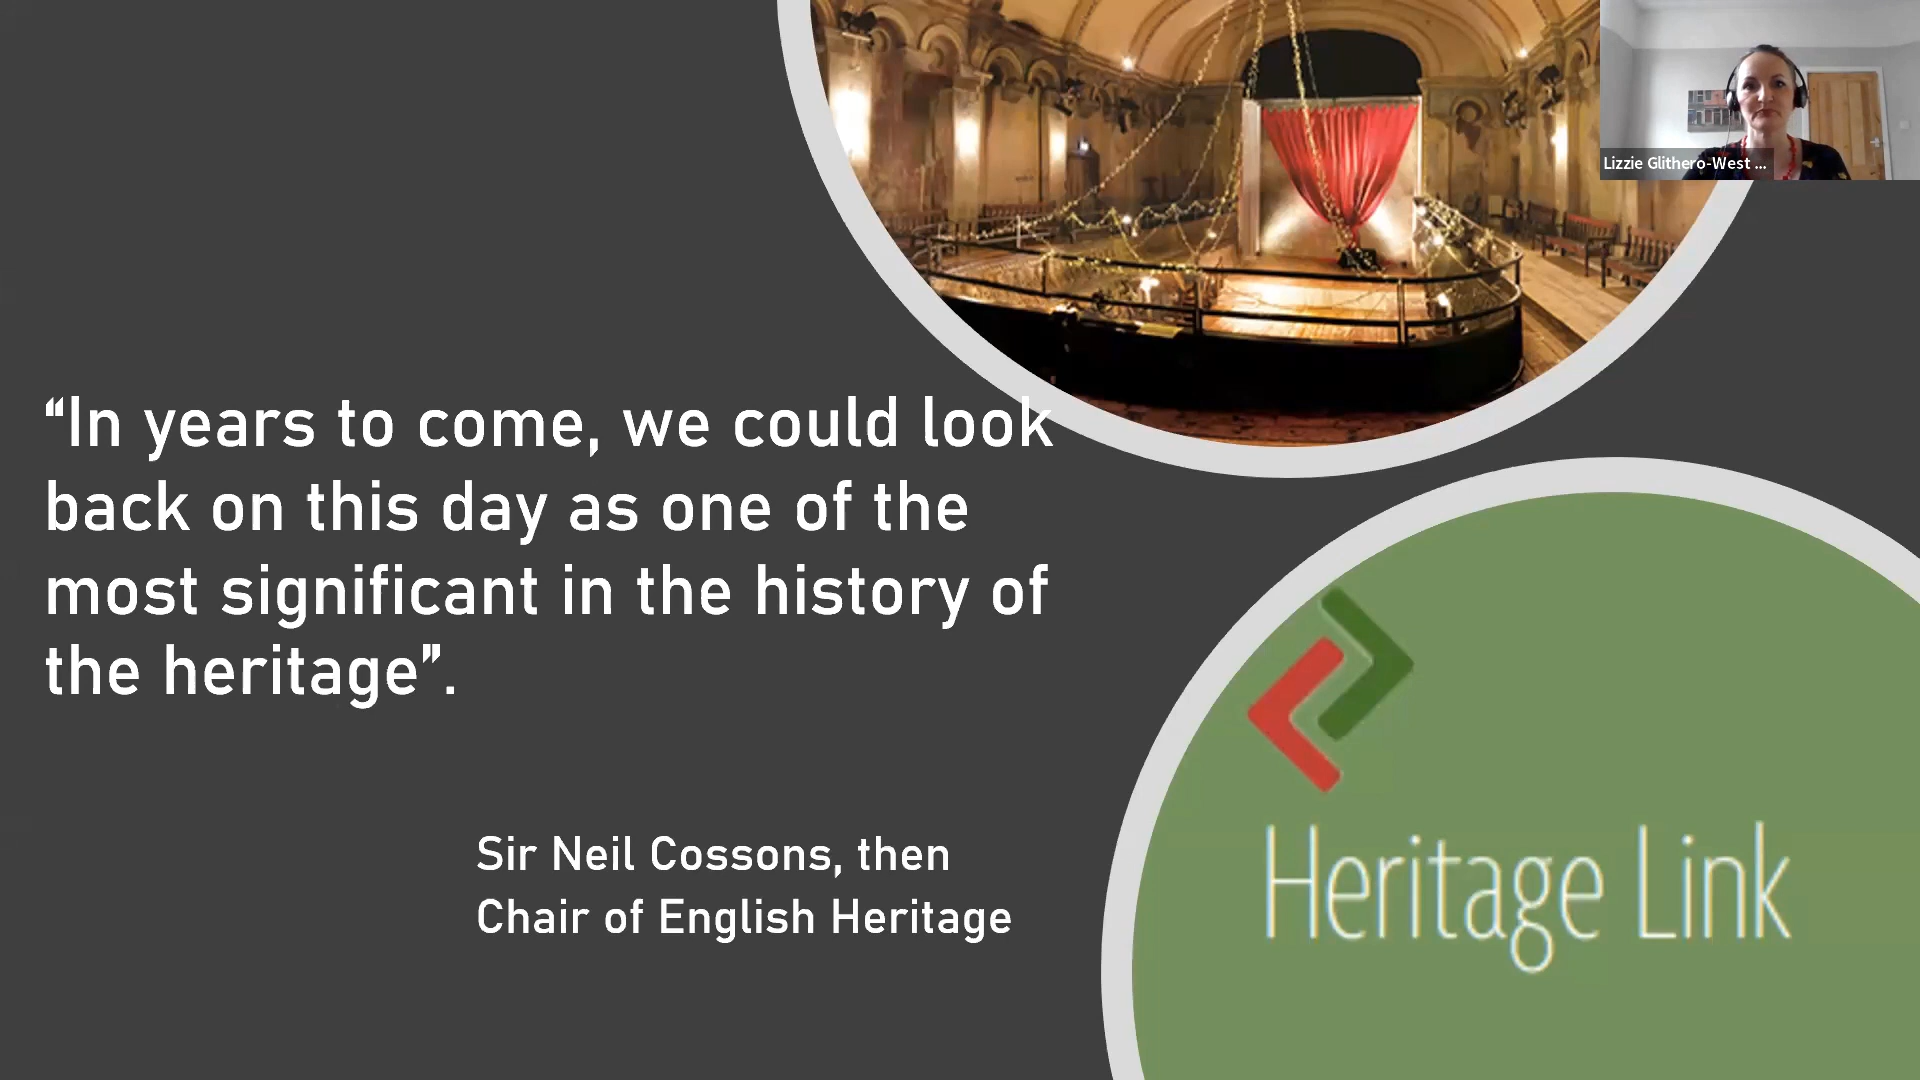 Lizzie Glithero-West ...
“In years to come, we could look
back on this day as one of the
most significant in the history of
the heritage”.
Sir Neil Cossons, then
Chair of English Heritage
Heritage Link